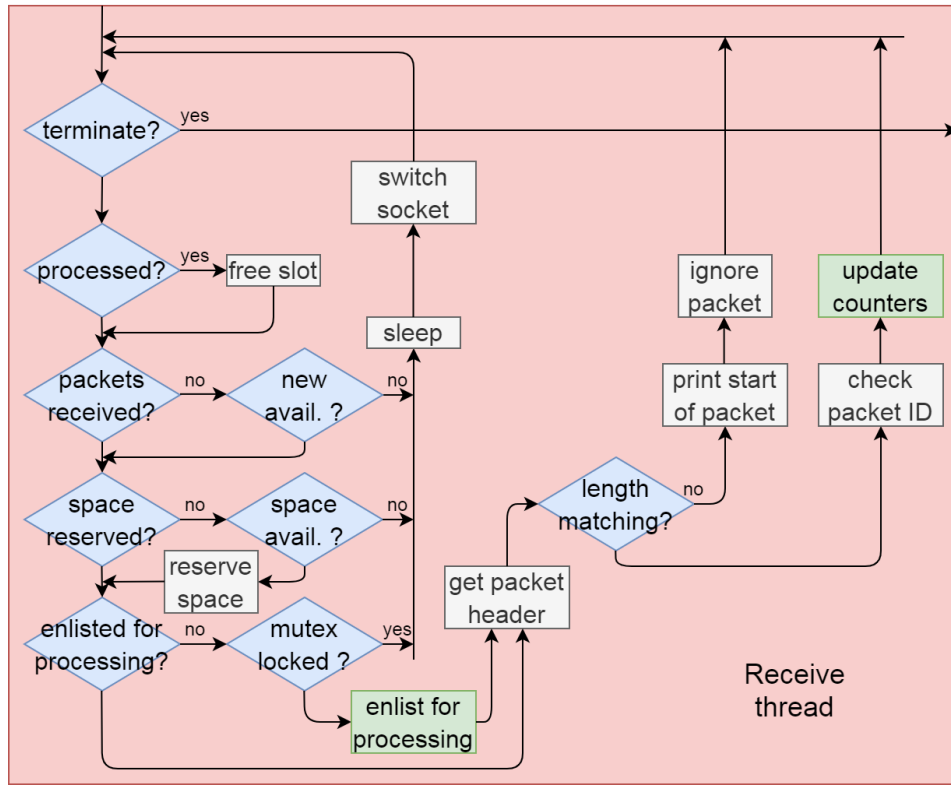 terminate?
yes
switch
socket
processed?
yes
free slot
ignore
packet
update
counters
sleep
packets
received?
no
new
avail. ?
no
print start
of packet
check
packet ID
space
reserved?
no
space
avail. ?
no
length
matching?
no
reserve
space
get packet
header
enlisted for
processing?
no
mutex
locked ?
yes
enlist for
processing
Receive
thread